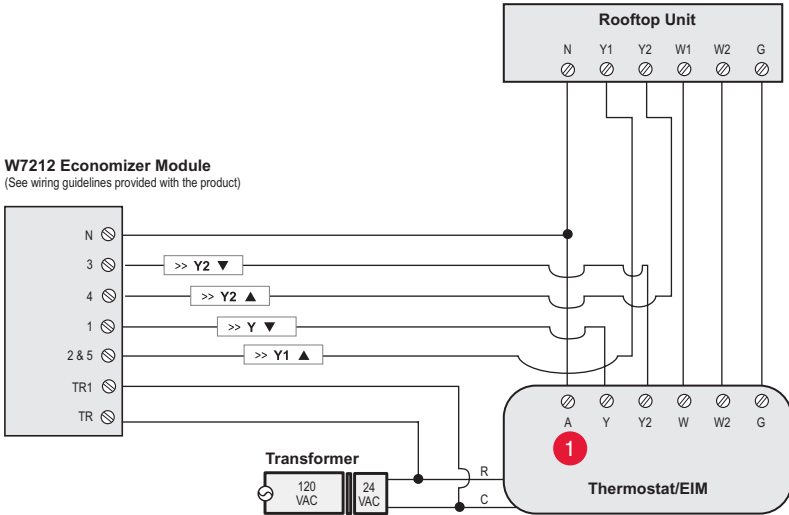 Rooftop Unit
N Y1 Y2 W1 W2 G
W7212 Economizer Module
(See wiring guidelines provided with the product)
N
3 >> Y2 ▼
4 >> Y2 ▲
1 >> Y ▼
2 & 5 >> Y1 ▲
TR1
TR
A Y Y2 W W2 G
1
Transformer
120
VAC
24
VAC
R
C
Thermostat/EIM